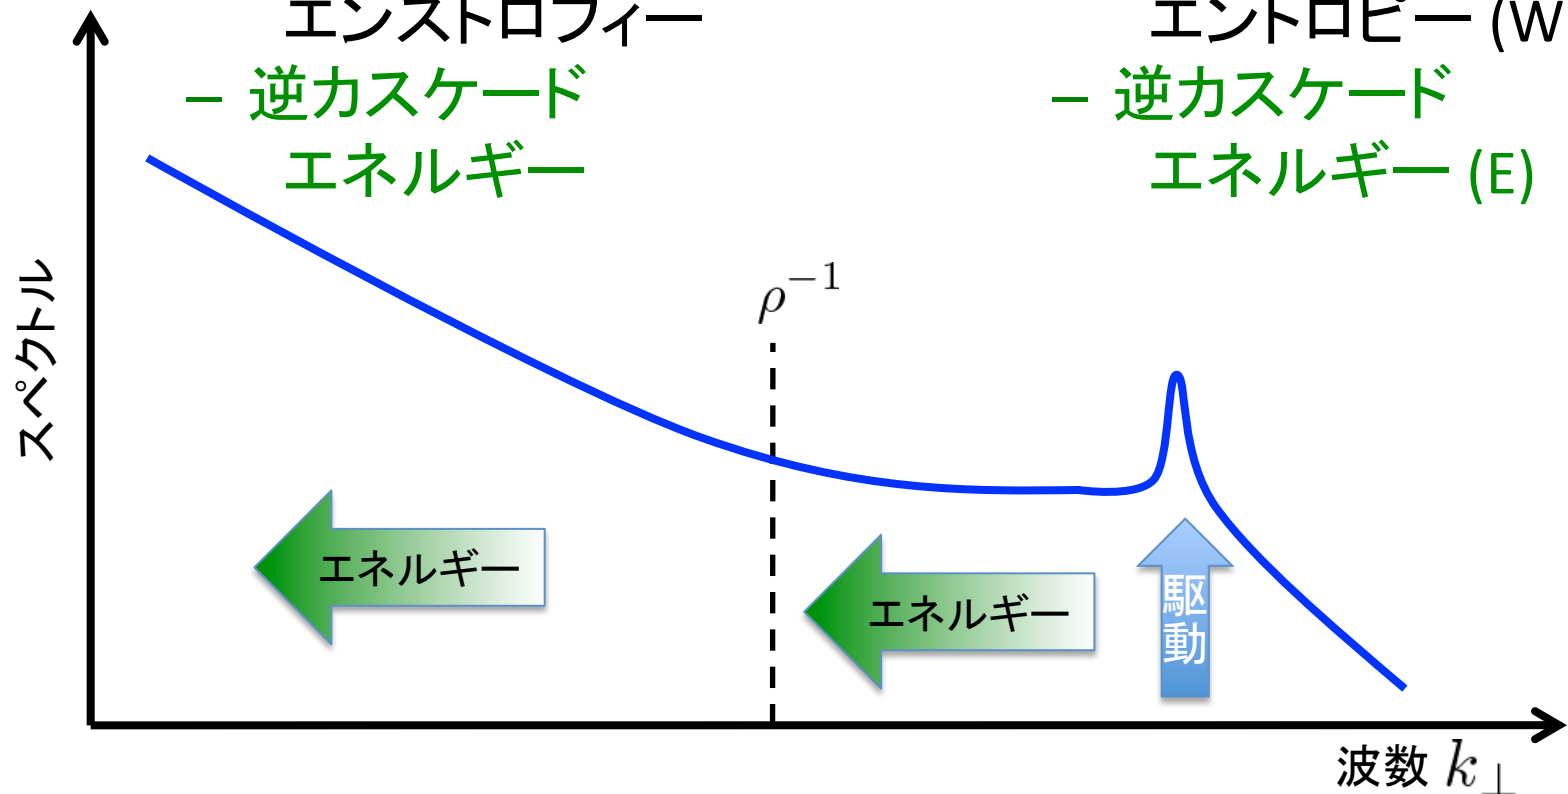 エンストロフィー
– 逆カスケード
エネルギー
エントロピー (W
– 逆カスケード
エネルギー (E)
スペクトル
ρ⁻¹
エネルギー
エネルギー
駆動
波数 k⊥